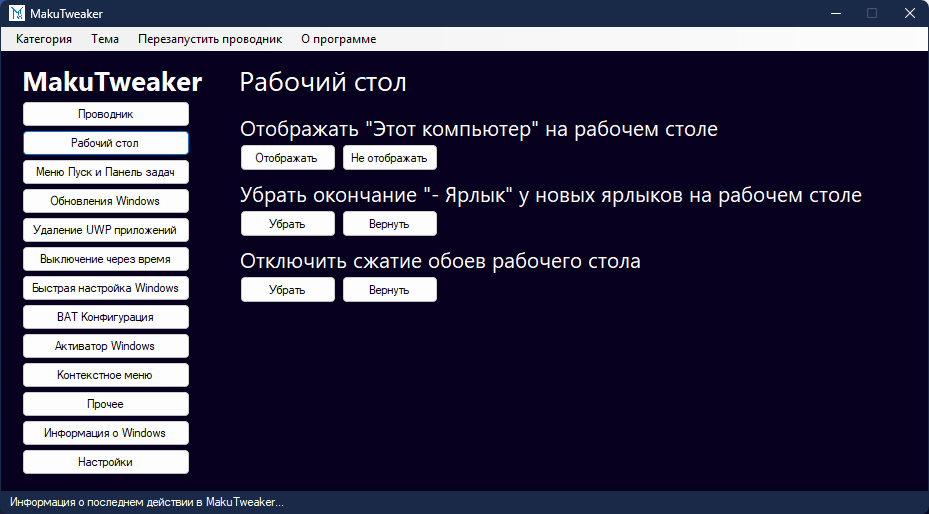 MakuTweaker
Категория Тема Перезапустить проводник О программе
MakuTweaker
Проводник
Рабочий стол
Меню Пуск и Панель задач
Обновления Windows
Удаление UWP приложений
Выключение через время
Быстрая настройка Windows
BAT Конфигурация
Активатор Windows
Контекстное меню
Прочее
Информация о Windows
Настройки
Рабочий стол
Отображать "Этот компьютер" на рабочем столе
Отображать Не отображать
Убрать окончание "- Ярлык" у новых ярлыков на рабочем столе
Убрать Вернуть
Отключить сжатие обоев рабочего стола
Убрать Вернуть
Информация о последнем действии в MakuTweaker...